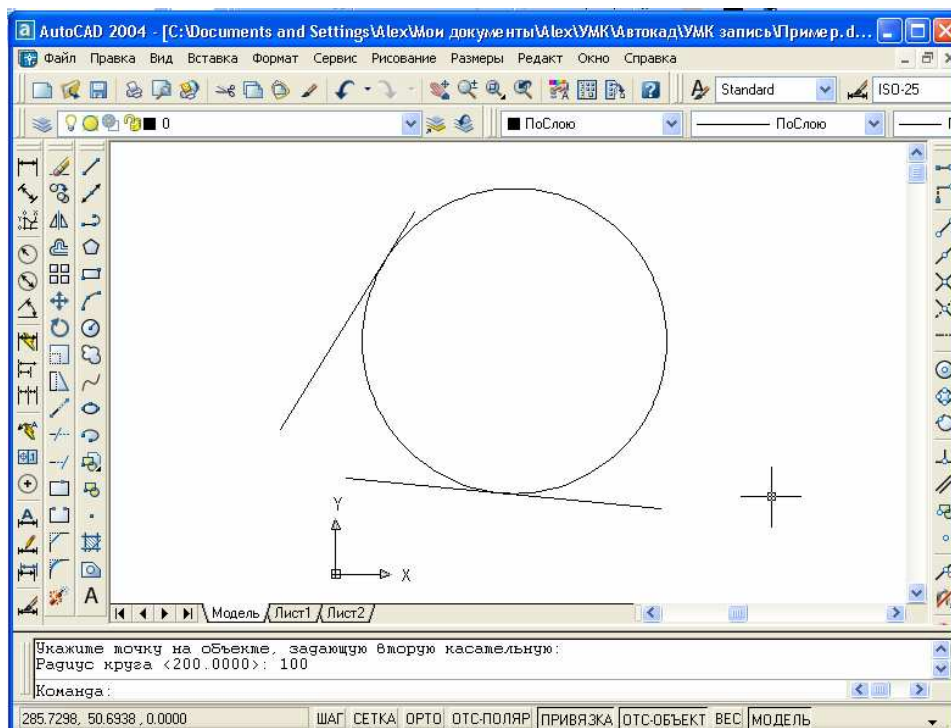 AutoCAD 2004 - [C:\Documents and Settings\Alex\Мои документы\Alex\УМК\Автокад\УМК запись\Пример.d...
Файл Правка Вид Вставка Формат Сервис Рисование Размеры Редакт Окно Справка
Standard ISO-25
0 ПоСлою ПоСлою
Y
X
Модель Лист1 Лист2
Укажите точку на объекте, задающую вторую касательную:
Радиус круга <200.0000>: 100
Команда:
285.7298, 50.6938, 0.0000 ШАГ СЕТКА ОРТО ОТС-ПОЛЯР ПРИВЯЗКА ОТС-ОБЪЕКТ ВЕС МОДЕЛЬ